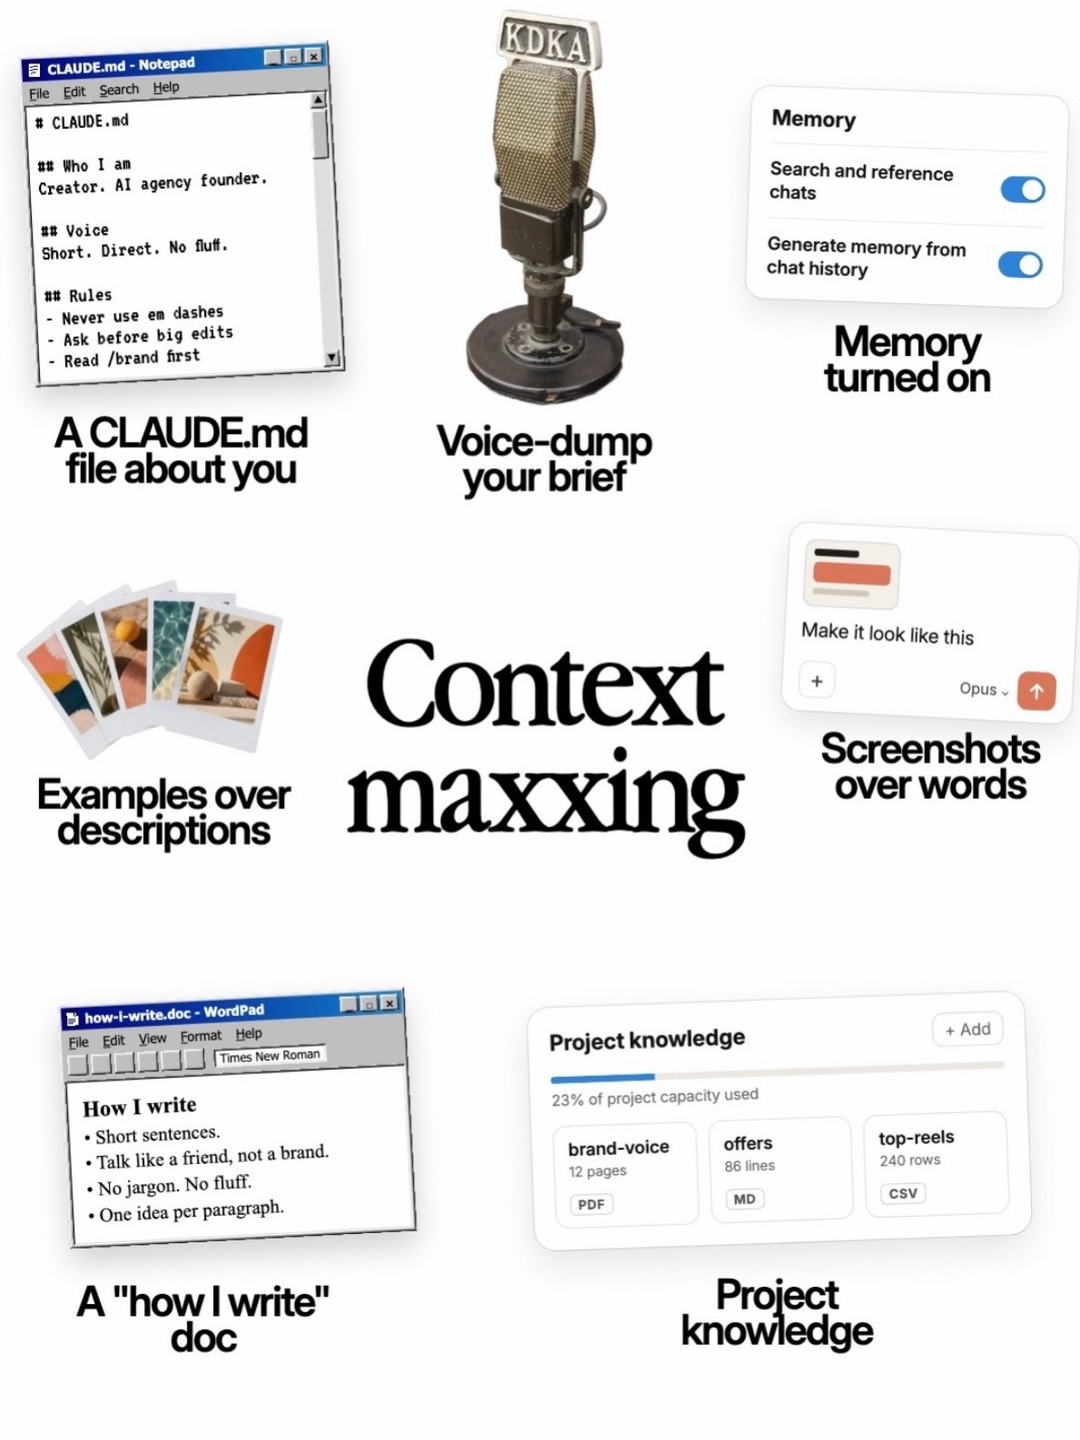 CLAUDE.md - Notepad
File Edit Search Help
# CLAUDE.md
## Who I am
Creator. AI agency founder.
## Voice
Short. Direct. No fluff.
## Rules
- Never use em dashes
- Ask before big edits
- Read /brand first
A CLAUDE.md
file about you
KDKA
Voice-dump
your brief
Memory
Search and reference
chats
Generate memory from
chat history
Memory
turned on
Examples over
descriptions
Context
maxxing
Make it look like this
+
Opus
Screenshots
over words
how-I-write.doc - WordPad
File Edit View Format Help
Times New Roman
How I write
• Short sentences.
• Talk like a friend, not a brand.
• No jargon. No fluff.
• One idea per paragraph.
A "how I write"
doc
Project knowledge
+ Add
23% of project capacity used
brand-voice
12 pages
PDF
offers
86 lines
MD
top-reels
240 rows
CSV
Project
knowledge